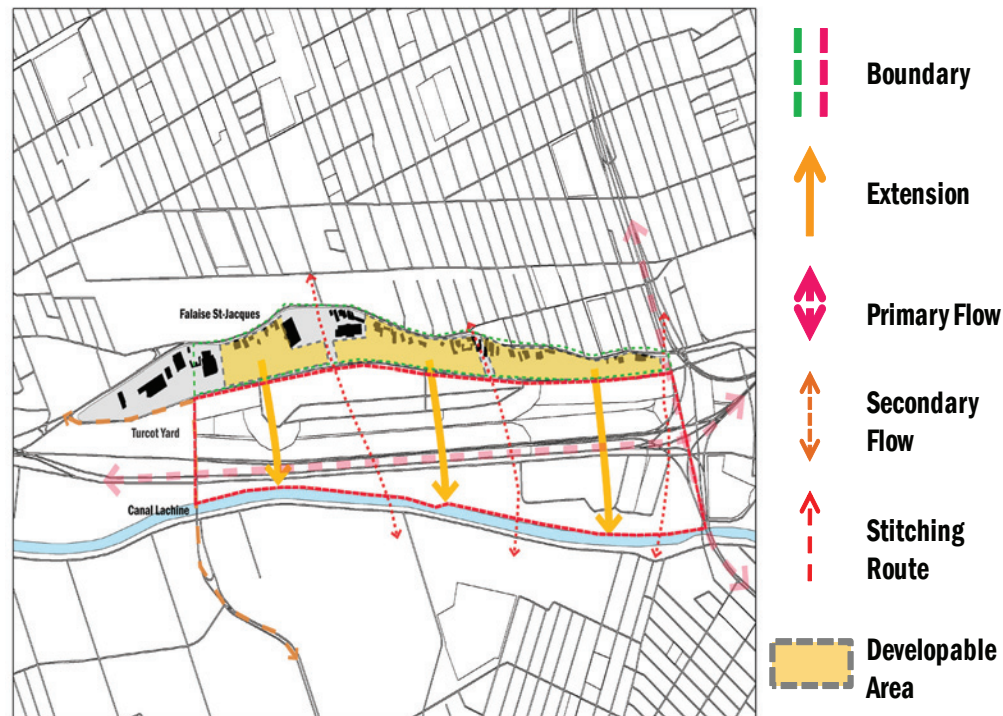 Boundary
Extension
Primary Flow
Secondary
Flow
Stitching
Route
Developable
Area
Falaise St-Jacques
Turcot Yard
Canal Lachine